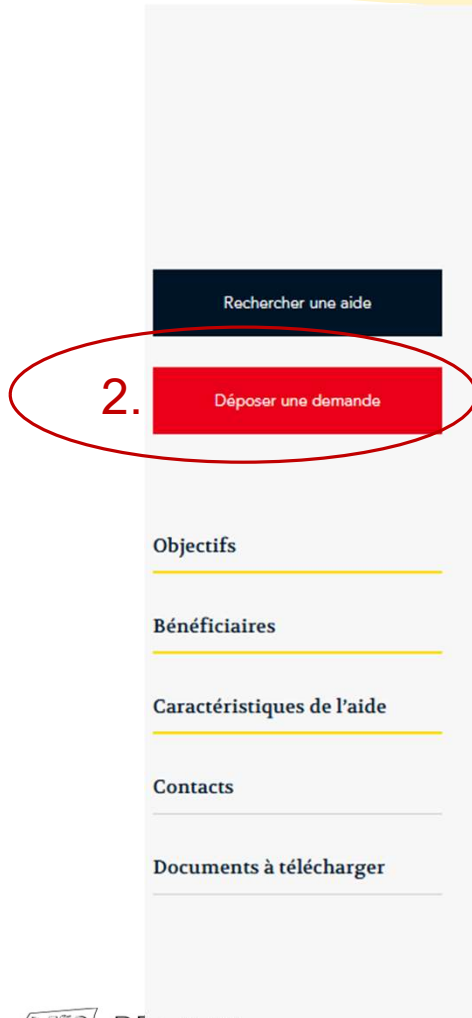 Rechercher une aide
2. Déposer une demande
Objectifs
Bénéficiaires
Caractéristiques de l'aide
Contacts
Documents à télécharger